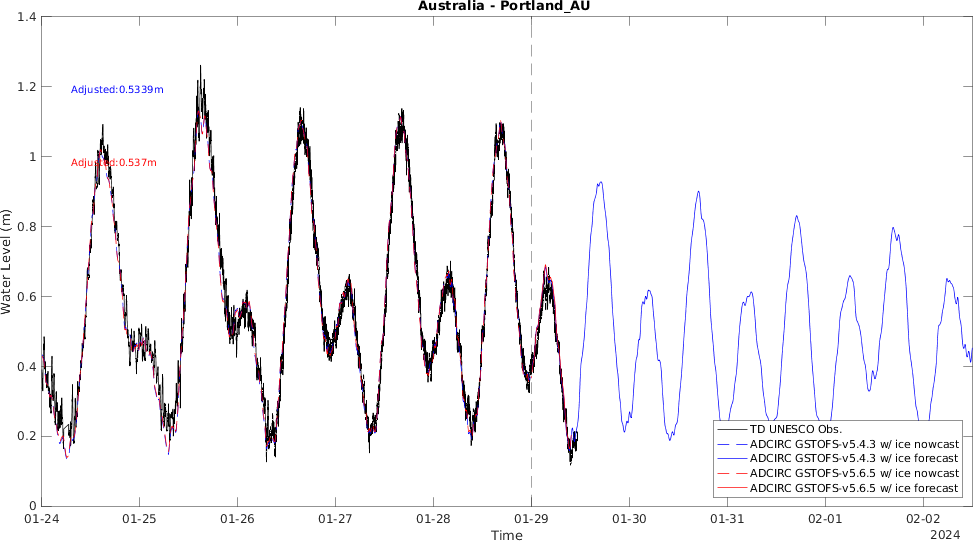 Australia - Portland_AU
1.4
1.2
1
0.8
0.6
0.4
0.2
0
Water Level (m)
Adjusted:0.5339m
Adjusted:0.537m
TD UNESCO Obs.
ADCIRC GSTOFS-v5.4.3 w/ ice nowcast
ADCIRC GSTOFS-v5.4.3 w/ ice forecast
ADCIRC GSTOFS-v5.6.5 w/ ice nowcast
ADCIRC GSTOFS-v5.6.5 w/ ice forecast
01-24 01-25 01-26 01-27 01-28 01-29 01-30 01-31 02-01 02-02
Time
2024